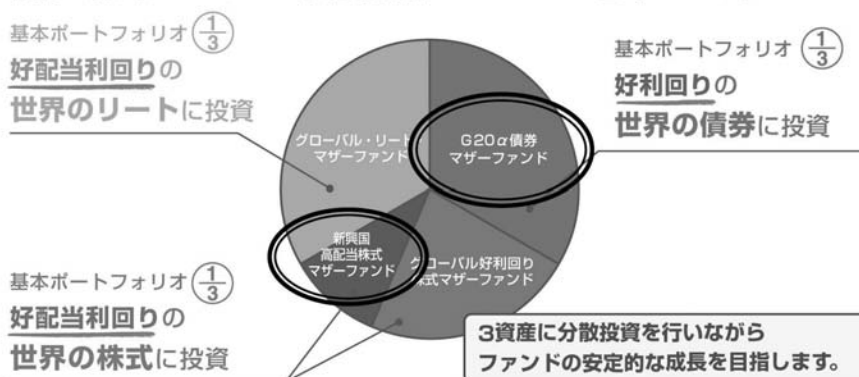 基本ポートフォリオ 1/3
好配当利回りの
世界のリートに投資
基本ポートフォリオ 1/3
好利回りの
世界の債券に投資
グローバル・リート
マザーファンド
G20α債券
マザーファンド
新興国
高配当株式
マザーファンド
グローバル好利回り
株式マザーファンド
基本ポートフォリオ 1/3
好配当利回りの
世界の株式に投資
3資産に分散投資を行いながら
ファンドの安定的な成長を目指します。